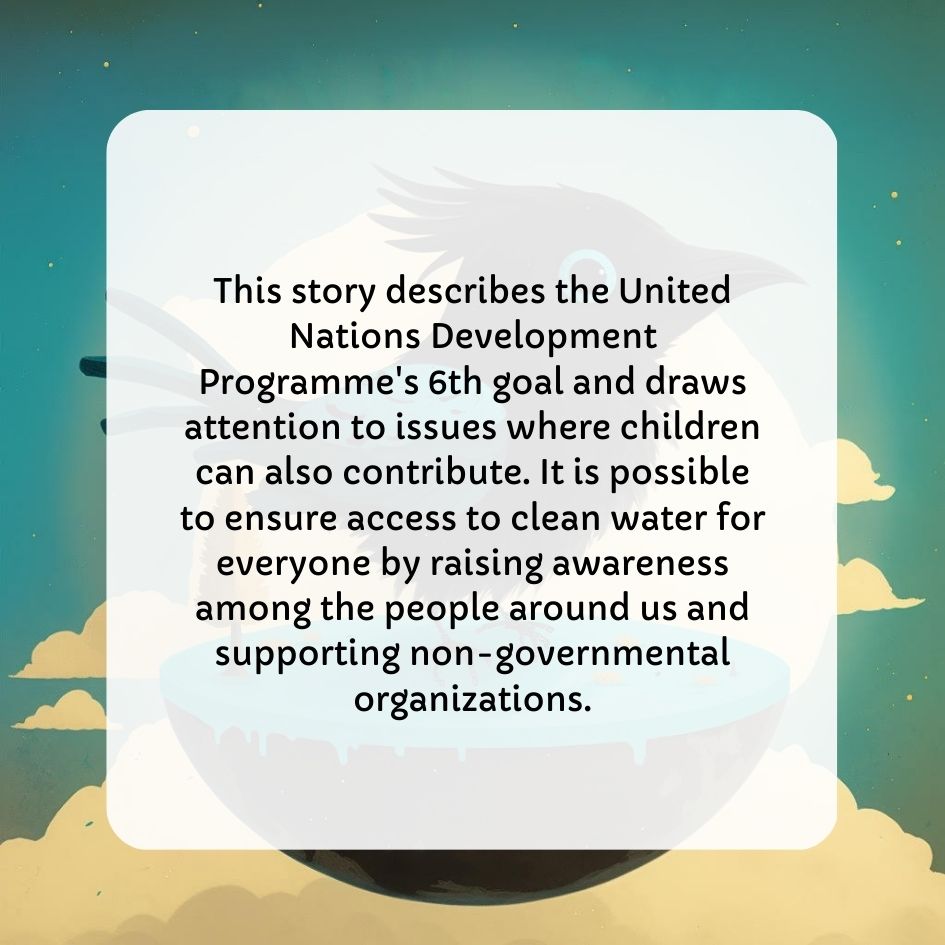 This story describes the United
Nations Development
Programme's 6th goal and draws
attention to issues where children
can also contribute. It is possible
to ensure access to clean water for
everyone by raising awareness
among the people around us and
supporting non-governmental
organizations.